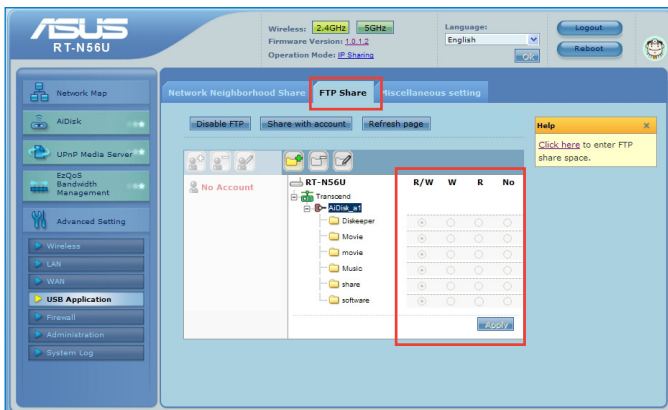 ASUS
RT-N56U
Wireless: 2.4GHz 5GHz
Firmware Version: 1.0.1.2
Operation Mode: IP Sharing
Language:
English
OK
Logout
Reboot
Network Map
AiDisk
UPnP Media Server
EzQoS
Bandwidth
Management
Advanced Setting
Wireless
LAN
WAN
USB Application
Firewall
Administration
System Log
Network Neighborhood Share FTP Share Miscellaneous setting
Disable FTP Share with account Refresh page
No Account
RT-N56U R/W W R No
Transcend
AiDisk_a1
Diskeeper
Movie
movie
Music
share
software
Apply
Help x
Click here to enter FTP
share space.